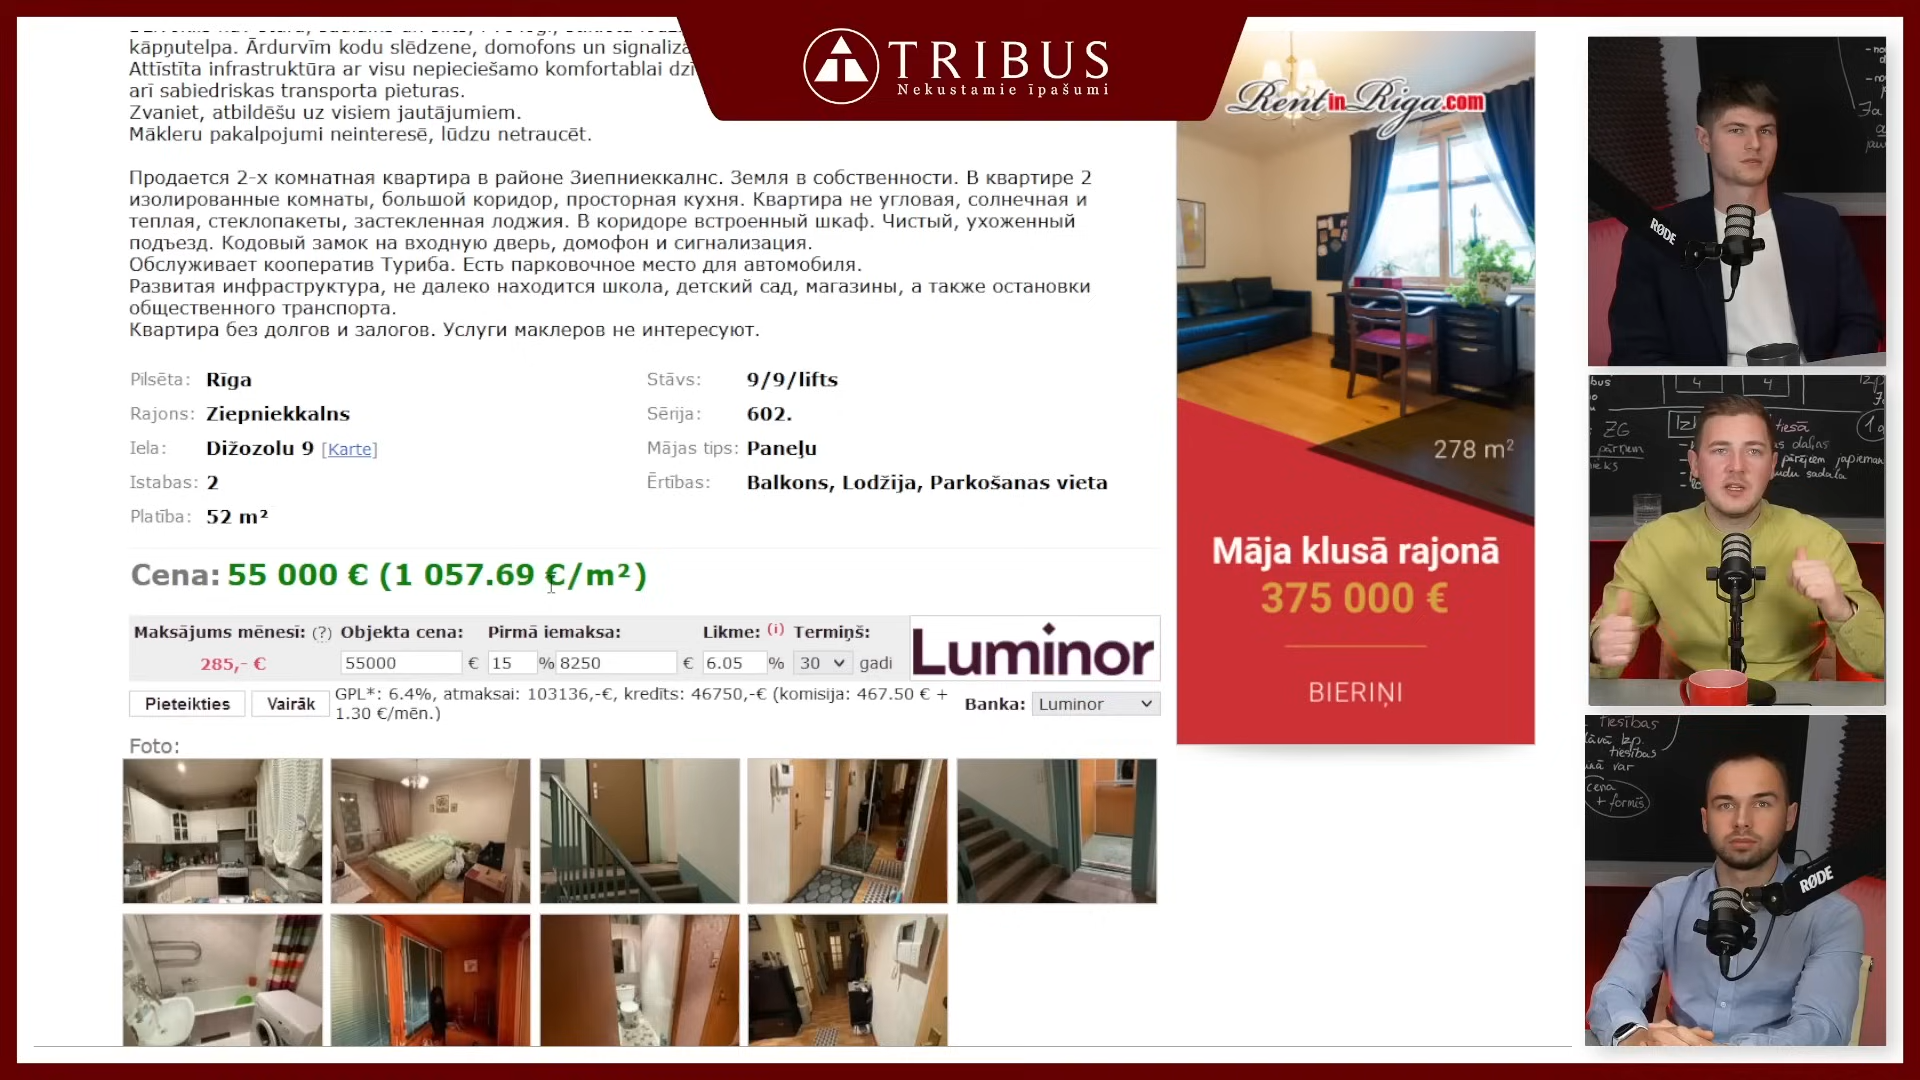 TRIBUS
Nekustamie īpašumi
kāpņutelpa. Ārdurvīm kodu slēdzene, domofons un
Attīstīta infrastruktūra ar visu nepieciešamo komfortablai
arī sabiedriskas transporta pieturas.
Zvaniet, atbildēšu uz visiem jautājumiem.
Mākleru pakalpojumi neinteresē, lūdzu netraucēt.
Продается 2-х комнатная квартира в районе Зиепниеккалнс. Земля в собственности. В квартире 2
изолированные комнаты, большой коридор, просторная кухня. Квартира не угловая, солнечная и
теплая, стеклопакеты, застекленная лоджия. В коридоре встроенный шкаф. Чистый, ухоженный
подъезд. Кодовый замок на входную дверь, домофон и сигнализация.
Обслуживает кооператив Туриба. Есть парковочное место для автомобиля.
Развитая инфраструктура, не далеко находится школа, детский сад, магазины, а также остановки
общественного транспорта.
Квартира без долгов и залогов. Услуги маклеров не интересуют.
Pilsēta: Rīga
Rajons: Ziepniekkalns
Iela: Dižozolu 9 [Karte]
Istabas: 2
Platība: 52 m²
Stāvs: 9/9/lifts
Sērija: 602.
Mājas tips: Paneļu
Ērtības: Balkons, Lodžija, Parkošanas vieta
Cena: 55 000 € (1 057.69 €/m²)
Maksājums mēnesī: (?) Objekta cena: Pirmā iemaksa: Likme: (i) Termiņš:
285,- € 55000 € 15 % 8250 € 6.05 % 30 gadi
Luminor
Pieteikties Vairāk GPL*: 6.4%, atmaksai: 103136,-€, kredīts: 46750,-€ (komisija: 467.50 € +
1.30 €/mēn.)
Banka: Luminor
Foto:
RentinRiga.com
278 m²
Māja klusā rajonā
375 000 €
BIERIŅI
RØDE
ZG
tiesā
RØDE
tiesības
cena
+ formis